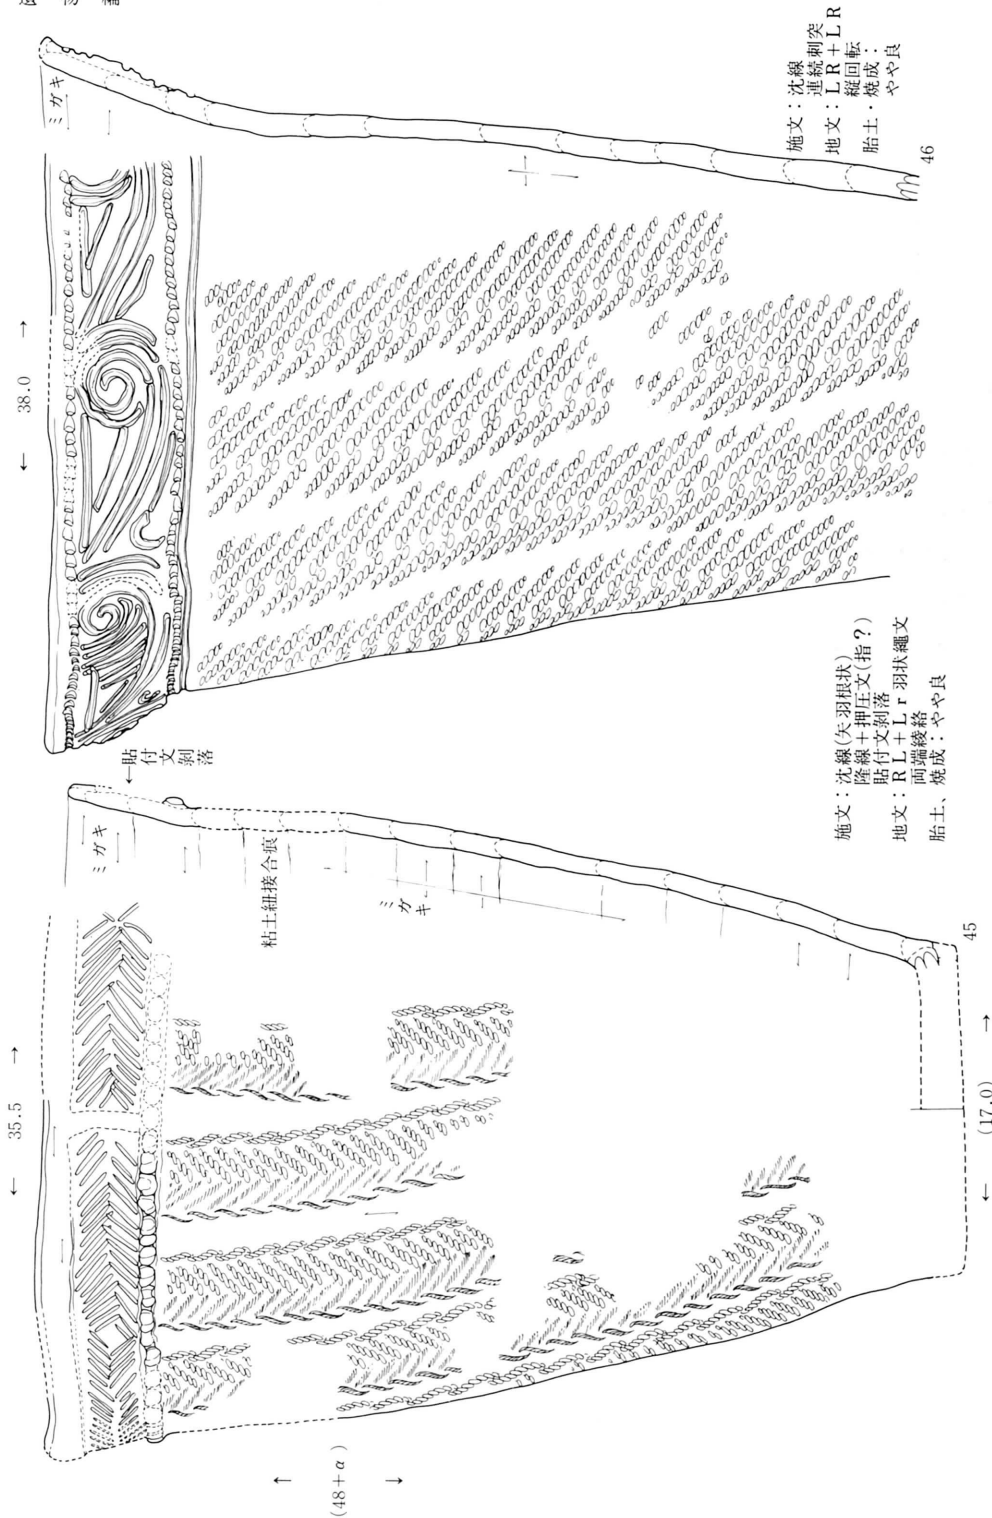 遺物編
←　38.0　→
ミガキ
施文：沈線
連続刺突
地文：ＬＲ＋ＬＲ
縦回転
胎土・焼成：
やや良
46
←　35.5　→
←貼付文剥落
ミガキ
粘土紐接合痕
ミガキ
(48＋α)
施文：沈線(矢羽根状)
隆線＋押圧文(指？)
貼付文剥落
地文：ＲＬ＋Ｌｒ羽状縄文
両端綾絡
胎土、焼成：やや良
45
←　(17.0)　→